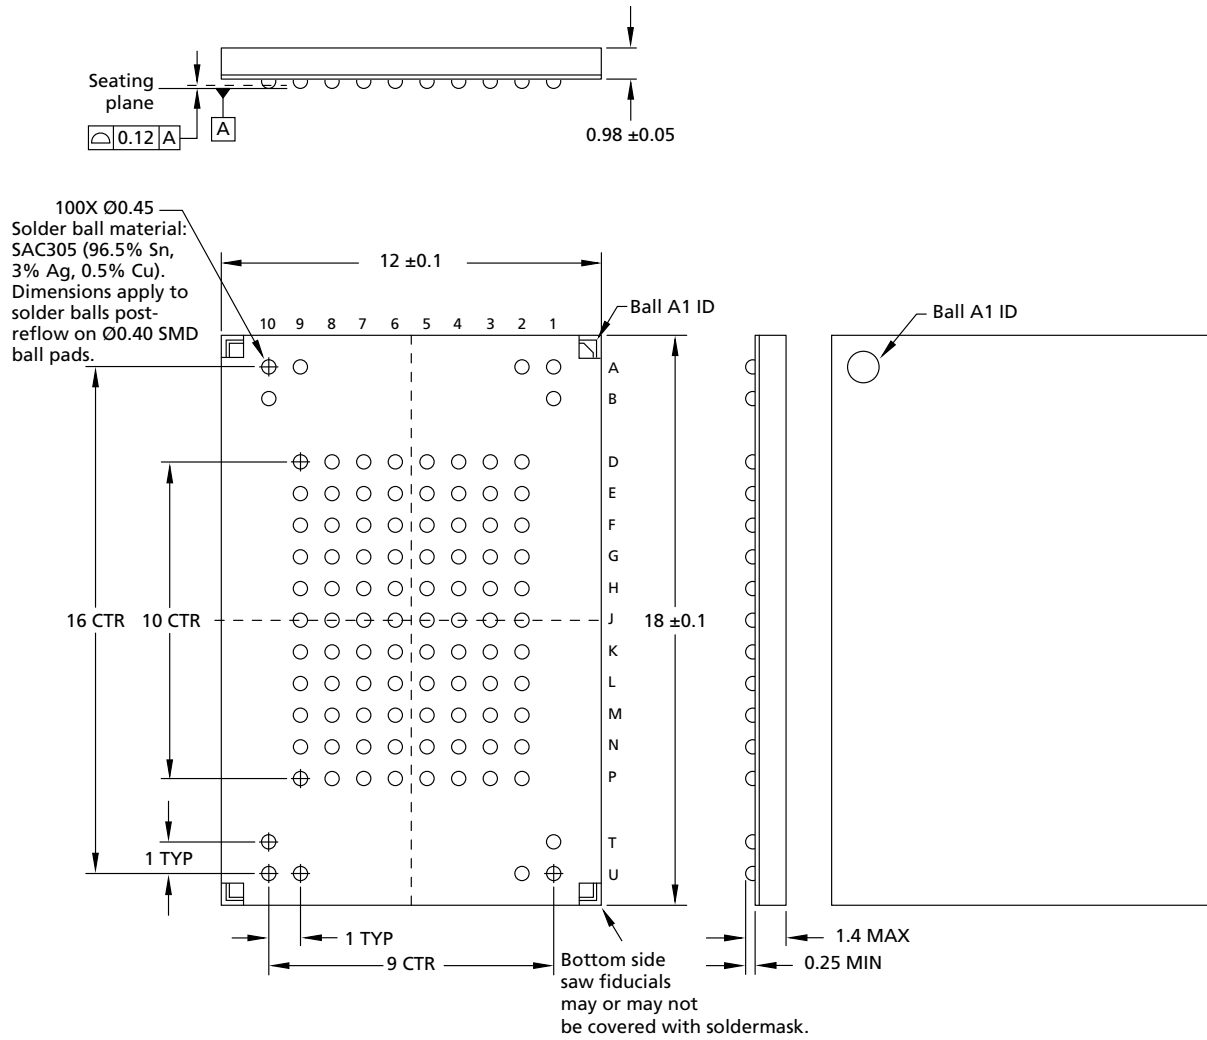 Seating
plane
0.12 A
A
0.98 ±0.05
100X Ø0.45
Solder ball material:
SAC305 (96.5% Sn,
3% Ag, 0.5% Cu).
Dimensions apply to
solder balls post-
reflow on Ø0.40 SMD
ball pads.
12 ±0.1
Ball A1 ID
Ball A1 ID
10 9 8 7 6 5 4 3 2 1
A
B
D
E
F
G
H
16 CTR 10 CTR J 18 ±0.1
K
L
M
N
P
T
1 TYP
U
1 TYP
9 CTR
Bottom side
saw fiducials
may or may not
be covered with soldermask.
1.4 MAX
0.25 MIN